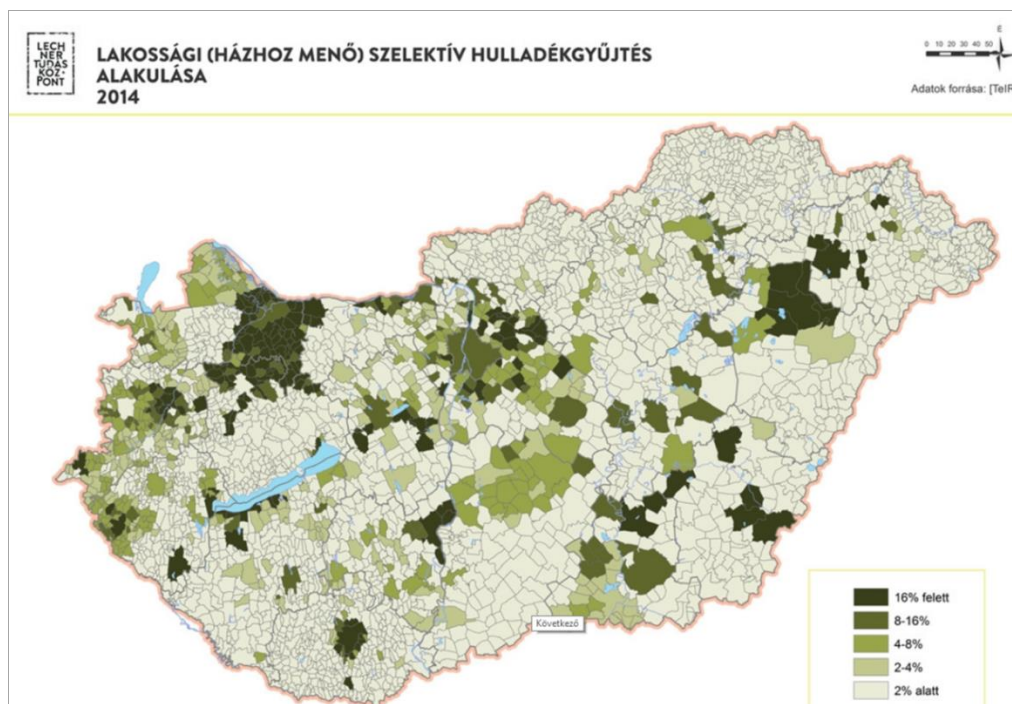 LECH
NER
TUDÁS
KÖZ·
PONT
LAKOSSÁGI (HÁZHOZ MENŐ) SZELEKTÍV HULLADÉKGYŰJTÉS
ALAKULÁSA
2014
É
0 10 20 30 40 50
Adatok forrása: [TeIR
Következő
16% felett
8-16%
4-8%
2-4%
2% alatt